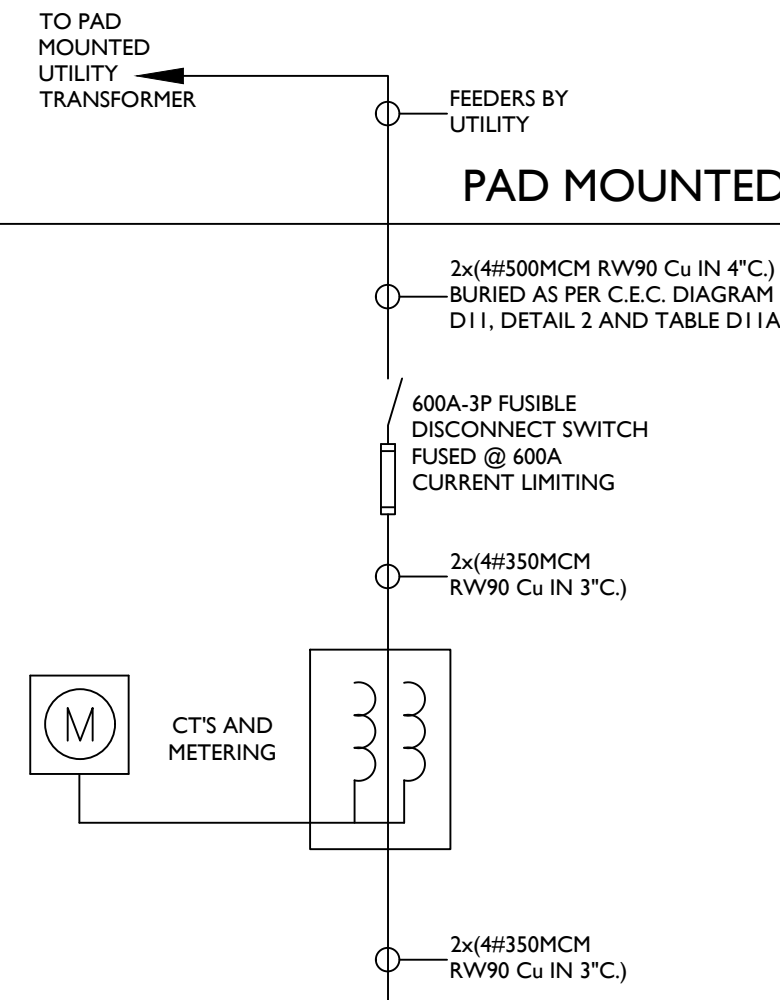 TO PAD
MOUNTED
UTILITY
TRANSFORMER
FEEDERS BY
UTILITY
PAD MOUNTED
2x(4#500MCM RW90 Cu IN 4"C.)
BURIED AS PER C.E.C. DIAGRAM
D11, DETAIL 2 AND TABLE D11A
600A-3P FUSIBLE
DISCONNECT SWITCH
FUSED @ 600A
CURRENT LIMITING
2x(4#350MCM
RW90 Cu IN 3"C.)
M
CT'S AND
METERING
2x(4#350MCM
RW90 Cu IN 3"C.)